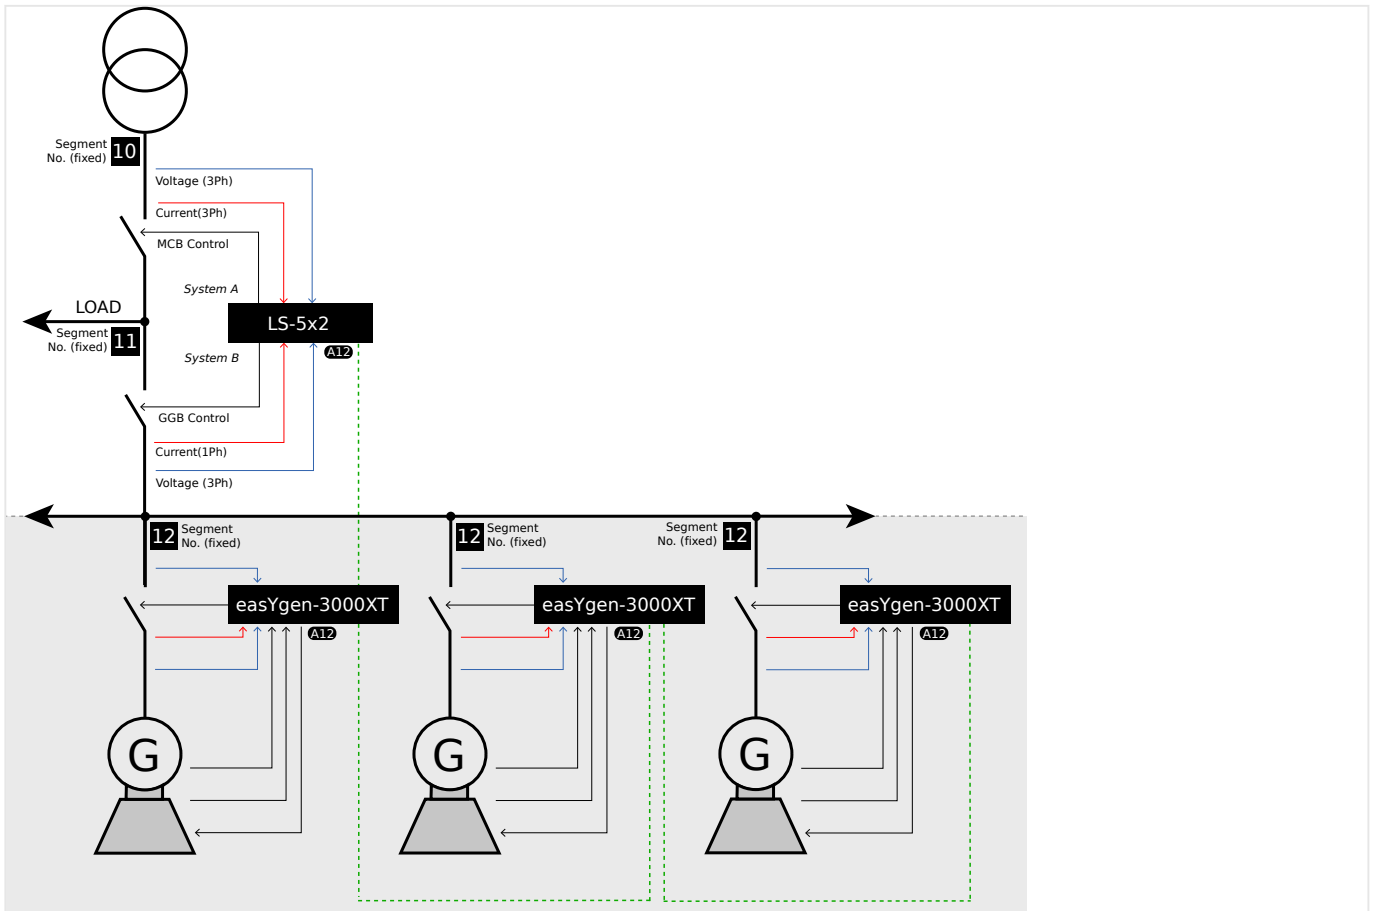 Segment
No. (fixed)
10
Voltage (3Ph)
Current(3Ph)
MCB Control
System A
LOAD
LS-5x2
Segment
No. (fixed)
11
System B
A12
GGB Control
Current(1Ph)
Voltage (3Ph)
12
Segment
No. (fixed)
12
Segment
No. (fixed)
Segment
No. (fixed)
12
easYgen-3000XT
easYgen-3000XT
easYgen-3000XT
A12
A12
A12
G
G
G